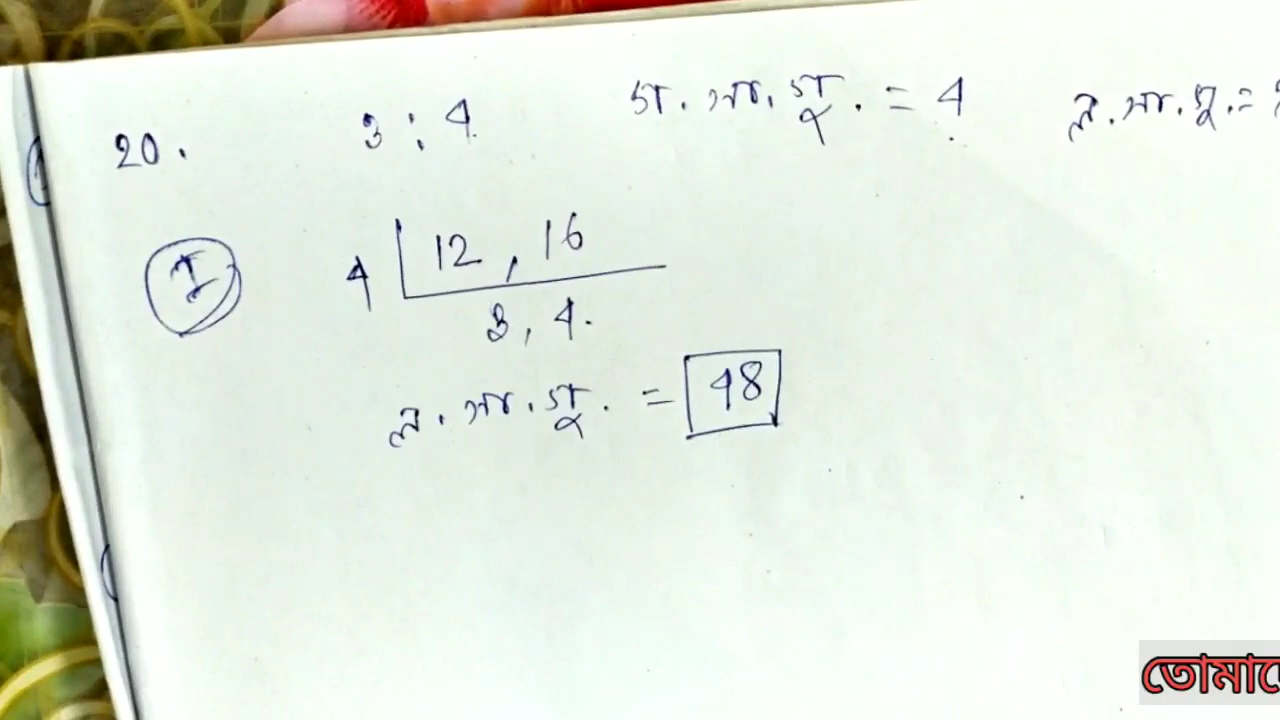 20. 3 : 4 গ.সা.গু. = 4 ল.সা.গু. =
I 4 12, 16
3, 4.
ল.সা.গু. = 48
তোমাদে